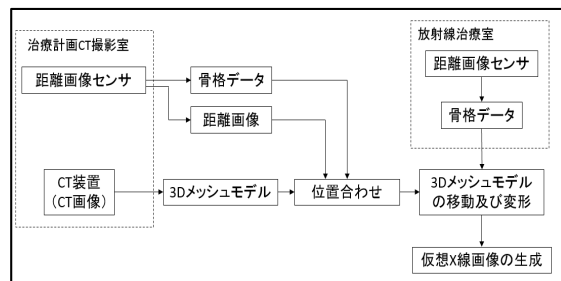 治療計画CT撮影室
距離画像センサ
骨格データ
距離画像
CT装置
（CT画像）
3Dメッシュモデル
位置合わせ
放射線治療室
距離画像センサ
骨格データ
3Dメッシュモデル
の移動及び変形
仮想X線画像の生成